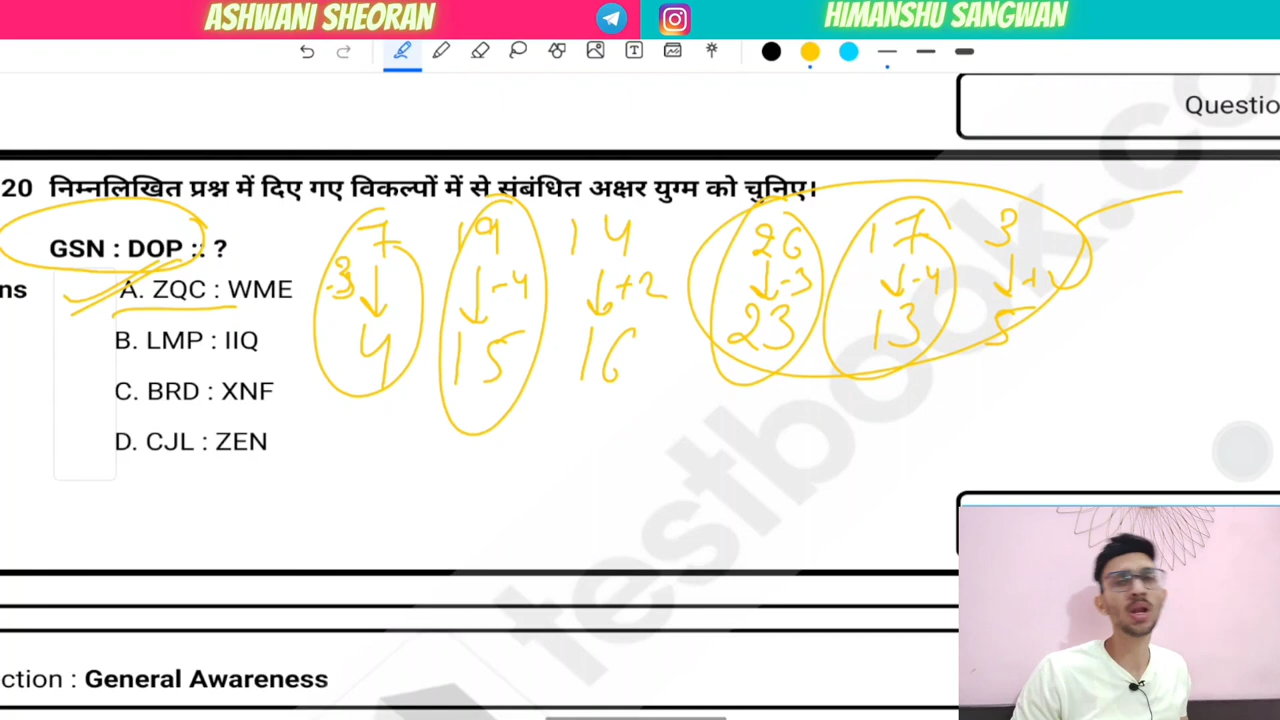 ASHWANI SHEORAN
HIMANSHU SANGWAN
Questio
20 निम्नलिखित प्रश्न में दिए गए विकल्पों में से संबंधित अक्षर युग्म को चुनिए।
GSN : DOP :: ?
ns A. ZQC : WME
B. LMP : IIQ
C. BRD : XNF
D. CJL : ZEN
7 19 14 26 17 3
-3 -4 +2 -3 -4
4 15 16 23 13 5
testbook.co
ction : General Awareness